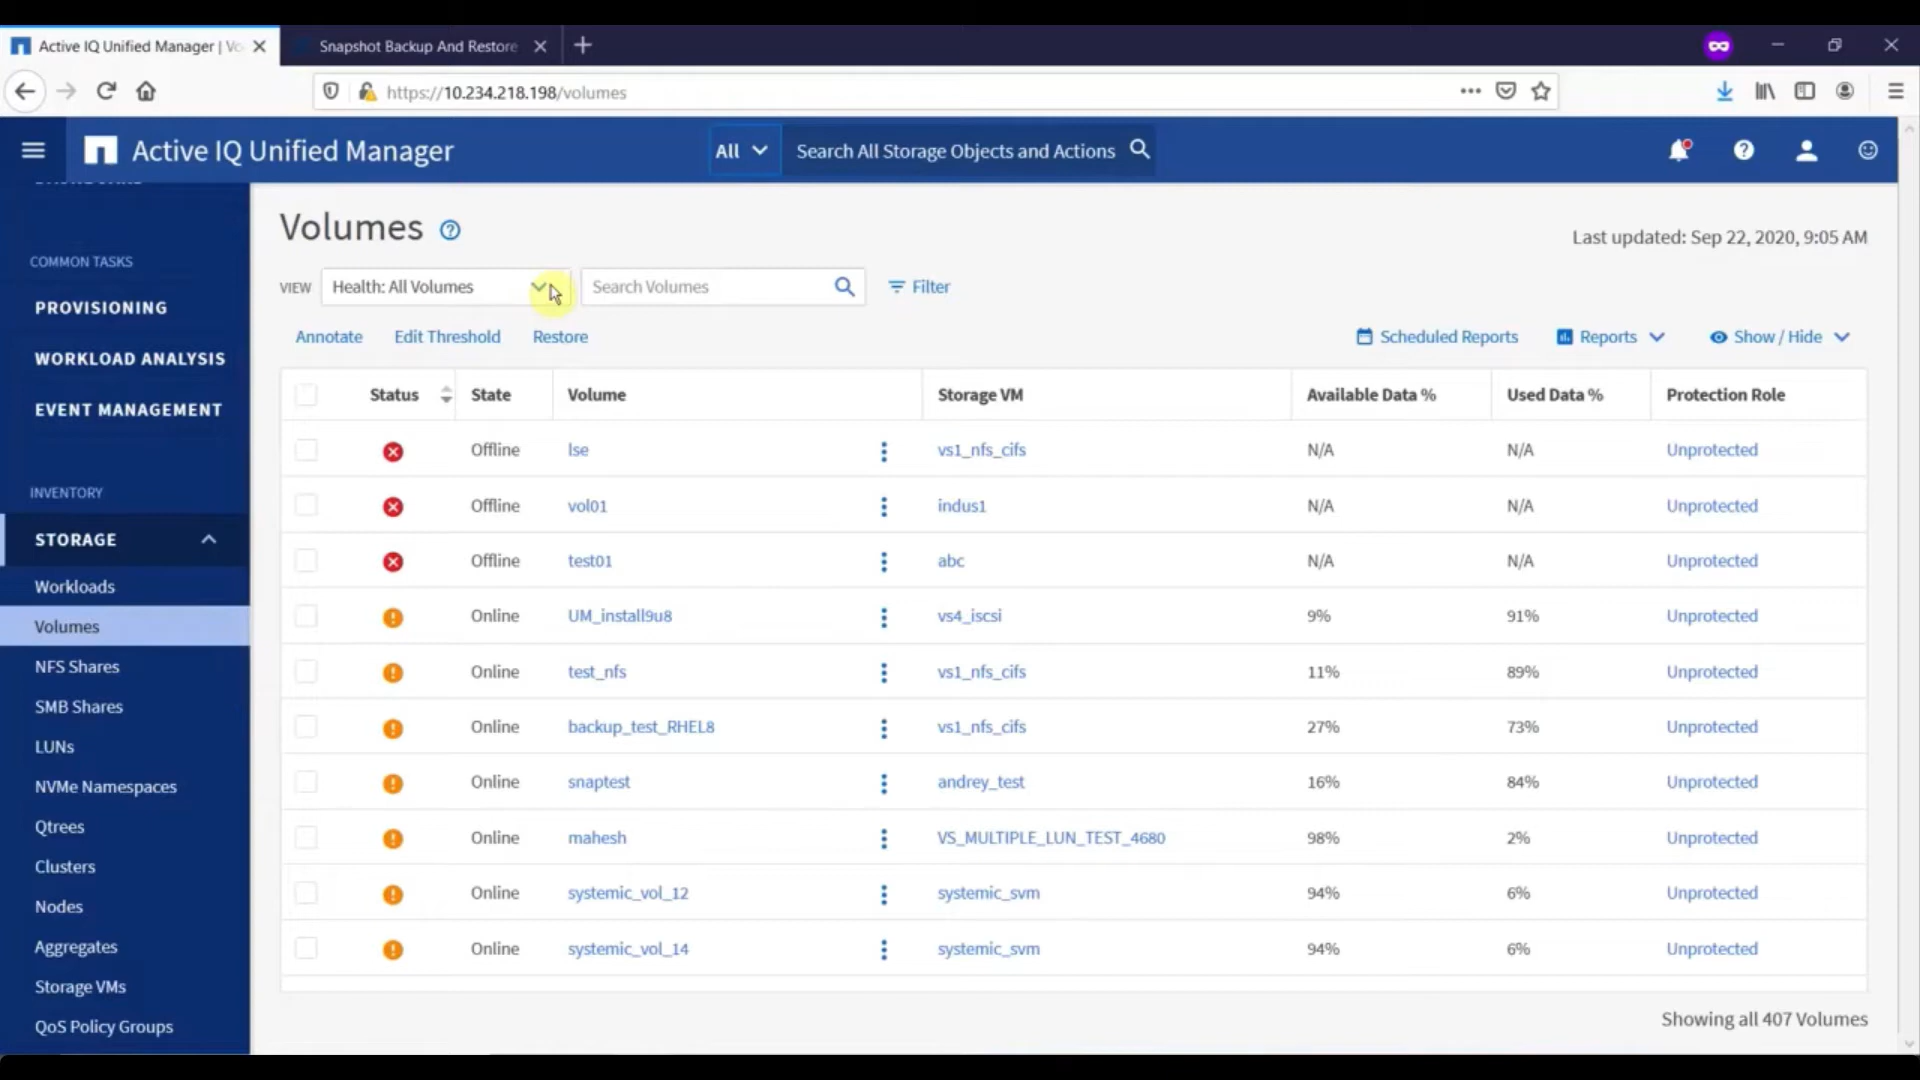 Active IQ Unified Manager | Vo
Snapshot Backup And Restore
https://10.234.218.198/volumes
Active IQ Unified Manager
All
Search All Storage Objects and Actions
DASHBOARD
COMMON TASKS
PROVISIONING
WORKLOAD ANALYSIS
EVENT MANAGEMENT
INVENTORY
STORAGE
Workloads
Volumes
NFS Shares
SMB Shares
LUNs
NVMe Namespaces
Qtrees
Clusters
Nodes
Aggregates
Storage VMs
QoS Policy Groups
Volumes
Last updated: Sep 22, 2020, 9:05 AM
VIEW Health: All Volumes Search Volumes Filter
Annotate Edit Threshold Restore Scheduled Reports Reports Show / Hide
Status State Volume Storage VM Available Data % Used Data % Protection Role
Offline lse vs1_nfs_cifs N/A N/A Unprotected
Offline vol01 indus1 N/A N/A Unprotected
Offline test01 abc N/A N/A Unprotected
Online UM_install9u8 vs4_iscsi 9% 91% Unprotected
Online test_nfs vs1_nfs_cifs 11% 89% Unprotected
Online backup_test_RHEL8 vs1_nfs_cifs 27% 73% Unprotected
Online snaptest andrey_test 16% 84% Unprotected
Online mahesh VS_MULTIPLE_LUN_TEST_4680 98% 2% Unprotected
Online systemic_vol_12 systemic_svm 94% 6% Unprotected
Online systemic_vol_14 systemic_svm 94% 6% Unprotected
Showing all 407 Volumes